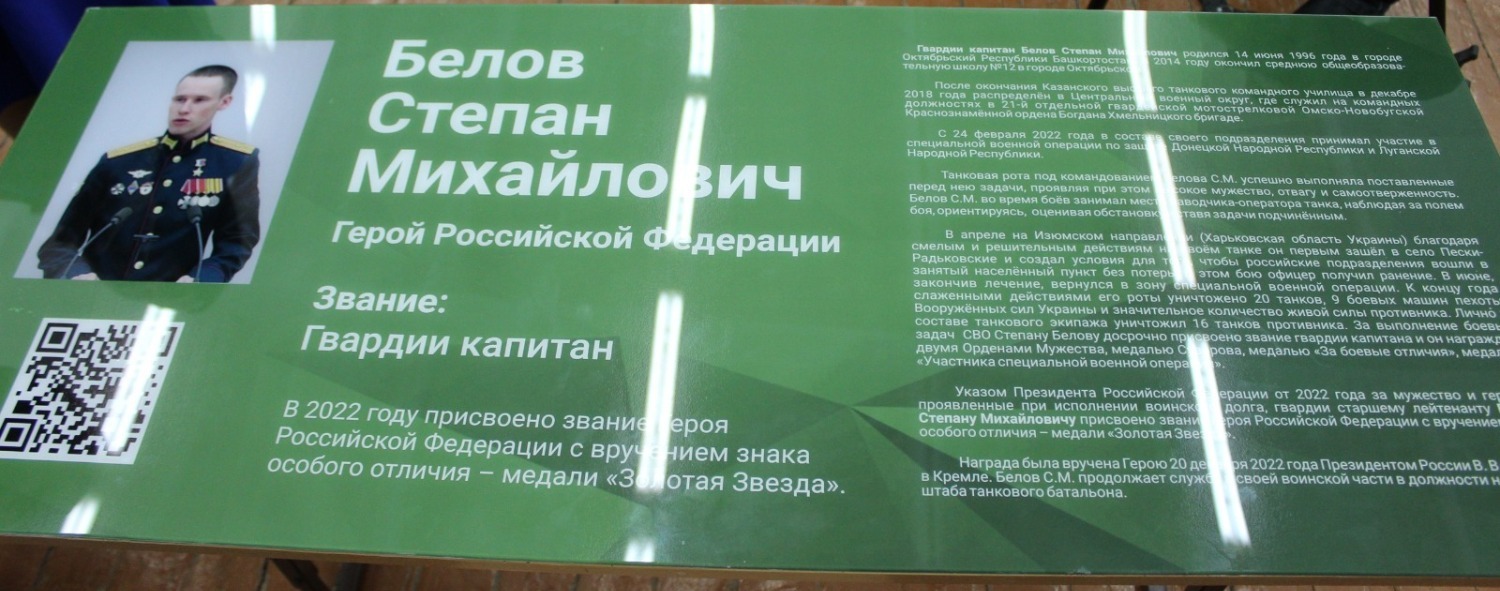 Белов
Степан
Михайлович
Герой Российской Федерации
Звание:
Гвардии капитан
В 2022 году присвоено звание Героя
Российской Федерации с вручением знака
особого отличия – медали «Золотая Звезда».
Гвардии капитан Белов Степан Михайлович родился 14 июня 1996 года в городе
Октябрьский Республики Башкортостан. 2014 году окончил среднюю общеобразова-
тельную школу №12 в городе Октябрьском
После окончания Казанского высшего танкового командного училища в декабре
2018 года распределён в Центральный военный округ, где служил на командных
должностях в 21-й отдельной гвардейской мотострелковой Омско-Новобугской
Краснознамённой ордена Богдана Хмельницкого бригаде.
С 24 февраля 2022 года в составе своего подразделения принимал участие в
специальной военной операции по защите Донецкой Народной Республики и Луганской
Народной Республики.
Танковая рота под командованием Белова С.М. успешно выполняла поставленные
перед нею задачи, проявляя при этом высокое мужество, отвагу и самоотверженность.
Белов С.М. во время боёв занимал место наводчика-оператора танка, наблюдая за полем
боя, ориентируясь, оценивая обстановку, ставя задачи подчинённым.
В апреле на Изюмском направлении (Харьковская область Украины) благодаря
смелым и решительным действиям на своём танке он первым зашёл в село Пески-
Радьковские и создал условия для того, чтобы российские подразделения вошли в
занятый населённый пункт без потерь. этом бою офицер получил ранение. В июне,
закончив лечение, вернулся в зону специальной военной операции. К концу года
слаженными действиями его роты уничтожено 20 танков, 9 боевых машин пехоты
Вооружённых сил Украины и значительное количество живой силы противника. Лично
составе танкового экипажа уничтожил 16 танков противника. За выполнение
задач СВО Степану Белову досрочно присвоено звание гвардии капитана и он
двумя Орденами Мужества, медалью Суворова, медалью «За боевые отличия»,
«Участника специальной военной операции».
Указом Президента Российской Федерации от 2022 года за мужество и
проявленные при исполнении воинского долга, гвардии старшему лейтенанту
Степану Михайловичу присвоено звание Героя Российской Федерации с
особого отличия – медали «Золотая Звезда».
Награда была вручена Герою 20 декабря 2022 года Президентом России В.
в Кремле. Белов С.М. продолжает службу своей воинской части в должности
штаба танкового батальона.